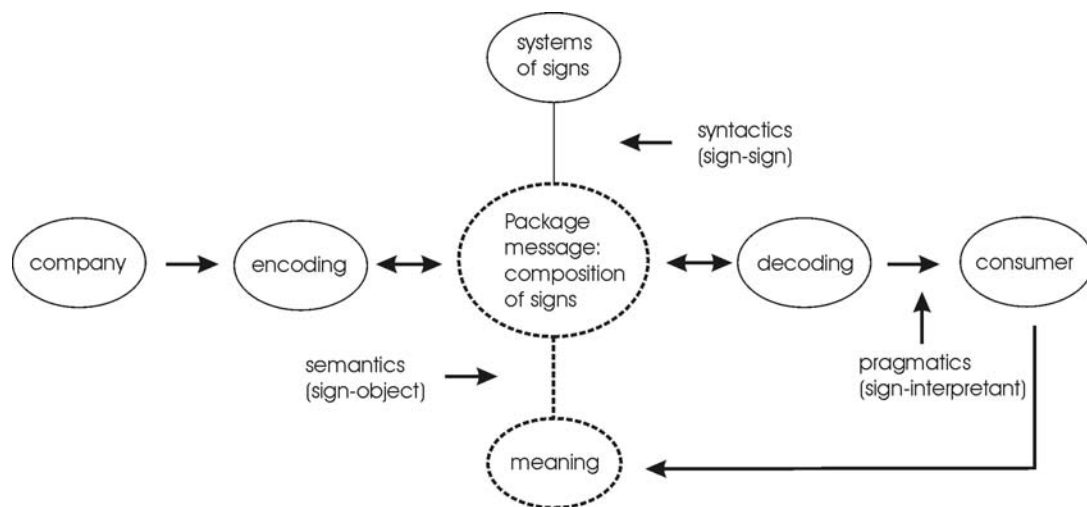 systems
of signs
syntactics
(sign-sign)
Package
message:
composition
of signs
company
encoding
decoding
consumer
semantics
(sign-object)
pragmatics
(sign-interpretant)
meaning